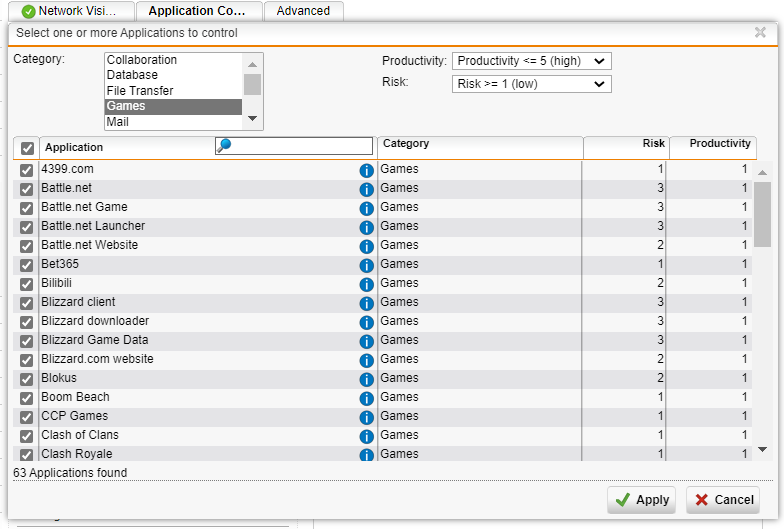 Network Visi...
Application Co...
Advanced
Select one or more Applications to control
Category:
Collaboration
Database
File Transfer
Games
Mail
Productivity: Productivity <= 5 (high)
Risk: Risk >= 1 (low)
Application Category Risk Productivity
4399.com Games 1 1
Battle.net Games 3 1
Battle.net Game Games 3 1
Battle.net Launcher Games 3 1
Battle.net Website Games 2 1
Bet365 Games 1 1
Bilibili Games 2 1
Blizzard client Games 3 1
Blizzard downloader Games 3 1
Blizzard Game Data Games 3 1
Blizzard.com website Games 2 1
Blokus Games 2 1
Boom Beach Games 1 1
CCP Games Games 1 1
Clash of Clans Games 1 1
Clash Royale Games 1 1
63 Applications found
Apply Cancel